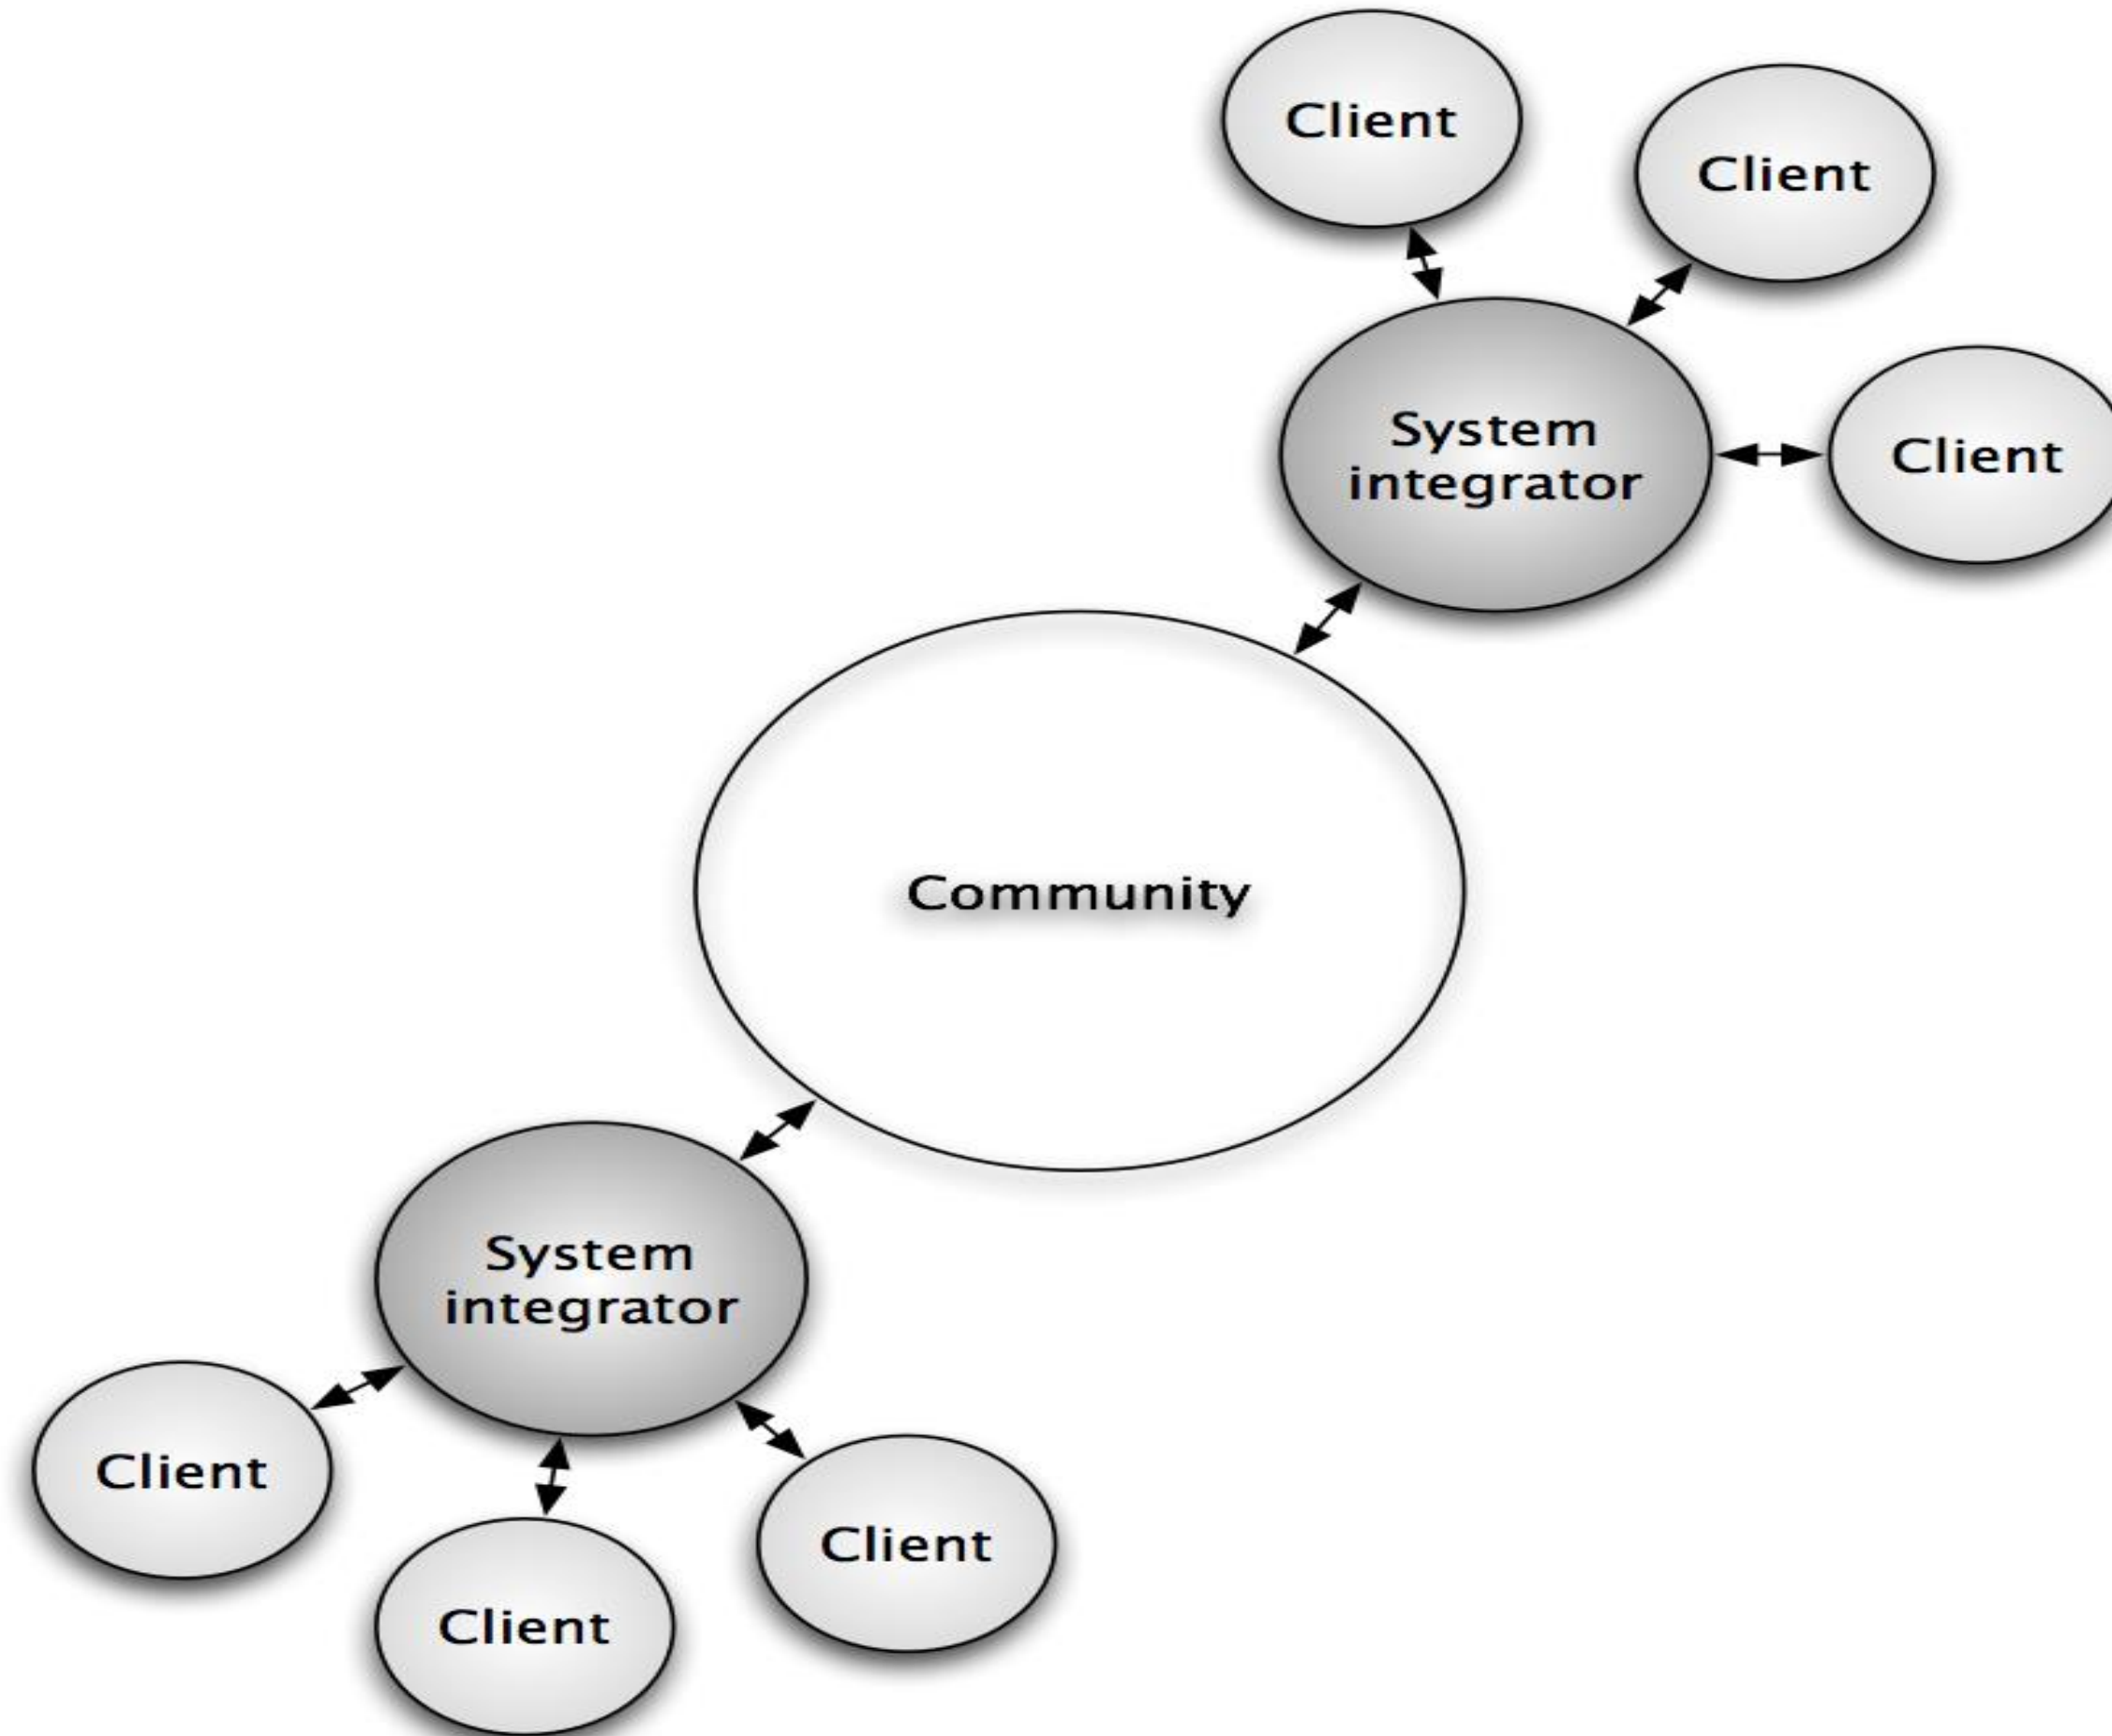 Client
Client
System
integrator
Client
Community
System
integrator
Client
Client
Client